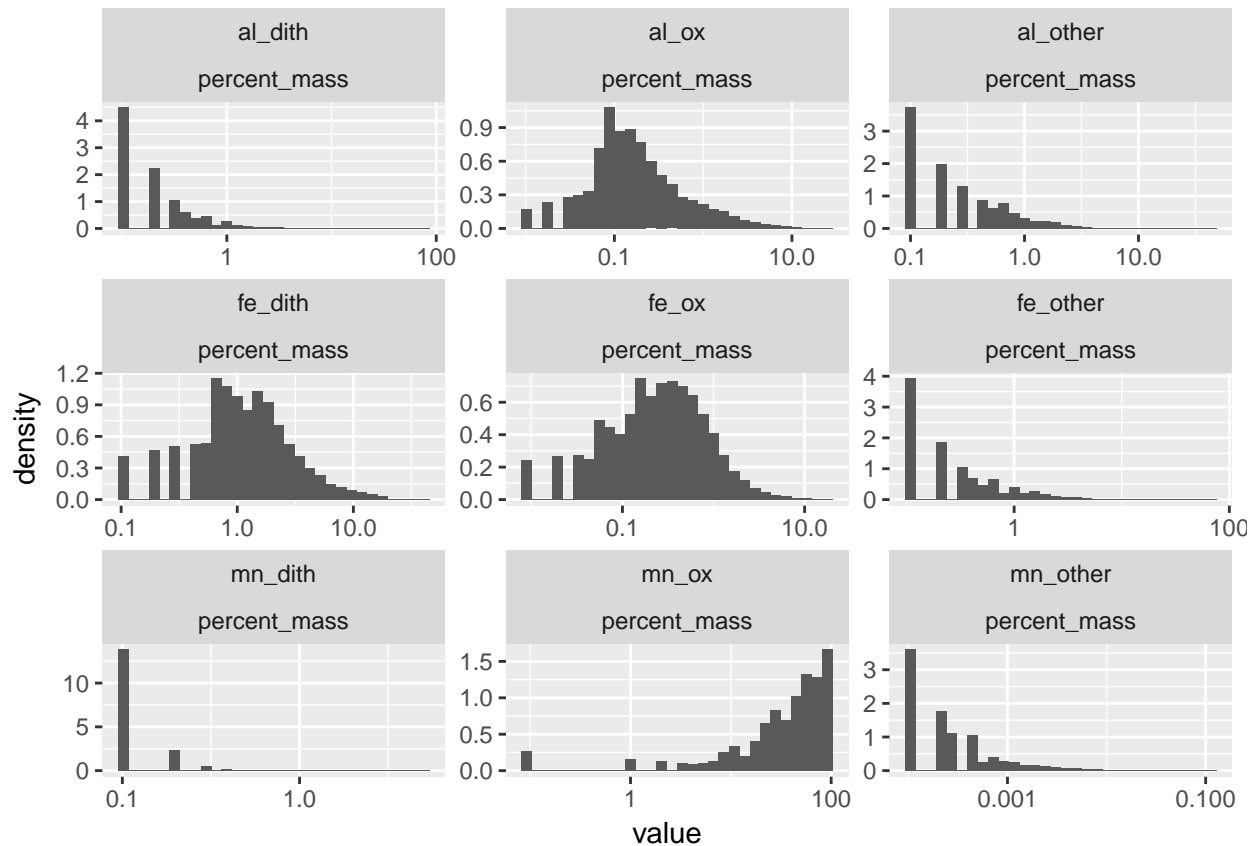 al_dith
al_ox
al_other
percent_mass
percent_mass
percent_mass
4
3
2
1
0
0.9
0.6
0.3
0.0
3
2
1
0
1
100
0.1
10.0
0.1
1.0
10.0
fe_dith
fe_ox
fe_other
percent_mass
percent_mass
percent_mass
density
1.2
0.9
0.6
0.3
0.0
0.6
0.4
0.2
0.0
4
3
2
1
0
0.1
1.0
10.0
0.1
10.0
1
100
mn_dith
mn_ox
mn_other
percent_mass
percent_mass
percent_mass
10
5
0
1.5
1.0
0.5
0.0
3
2
1
0
0.1
1.0
1
100
0.001
0.100
value